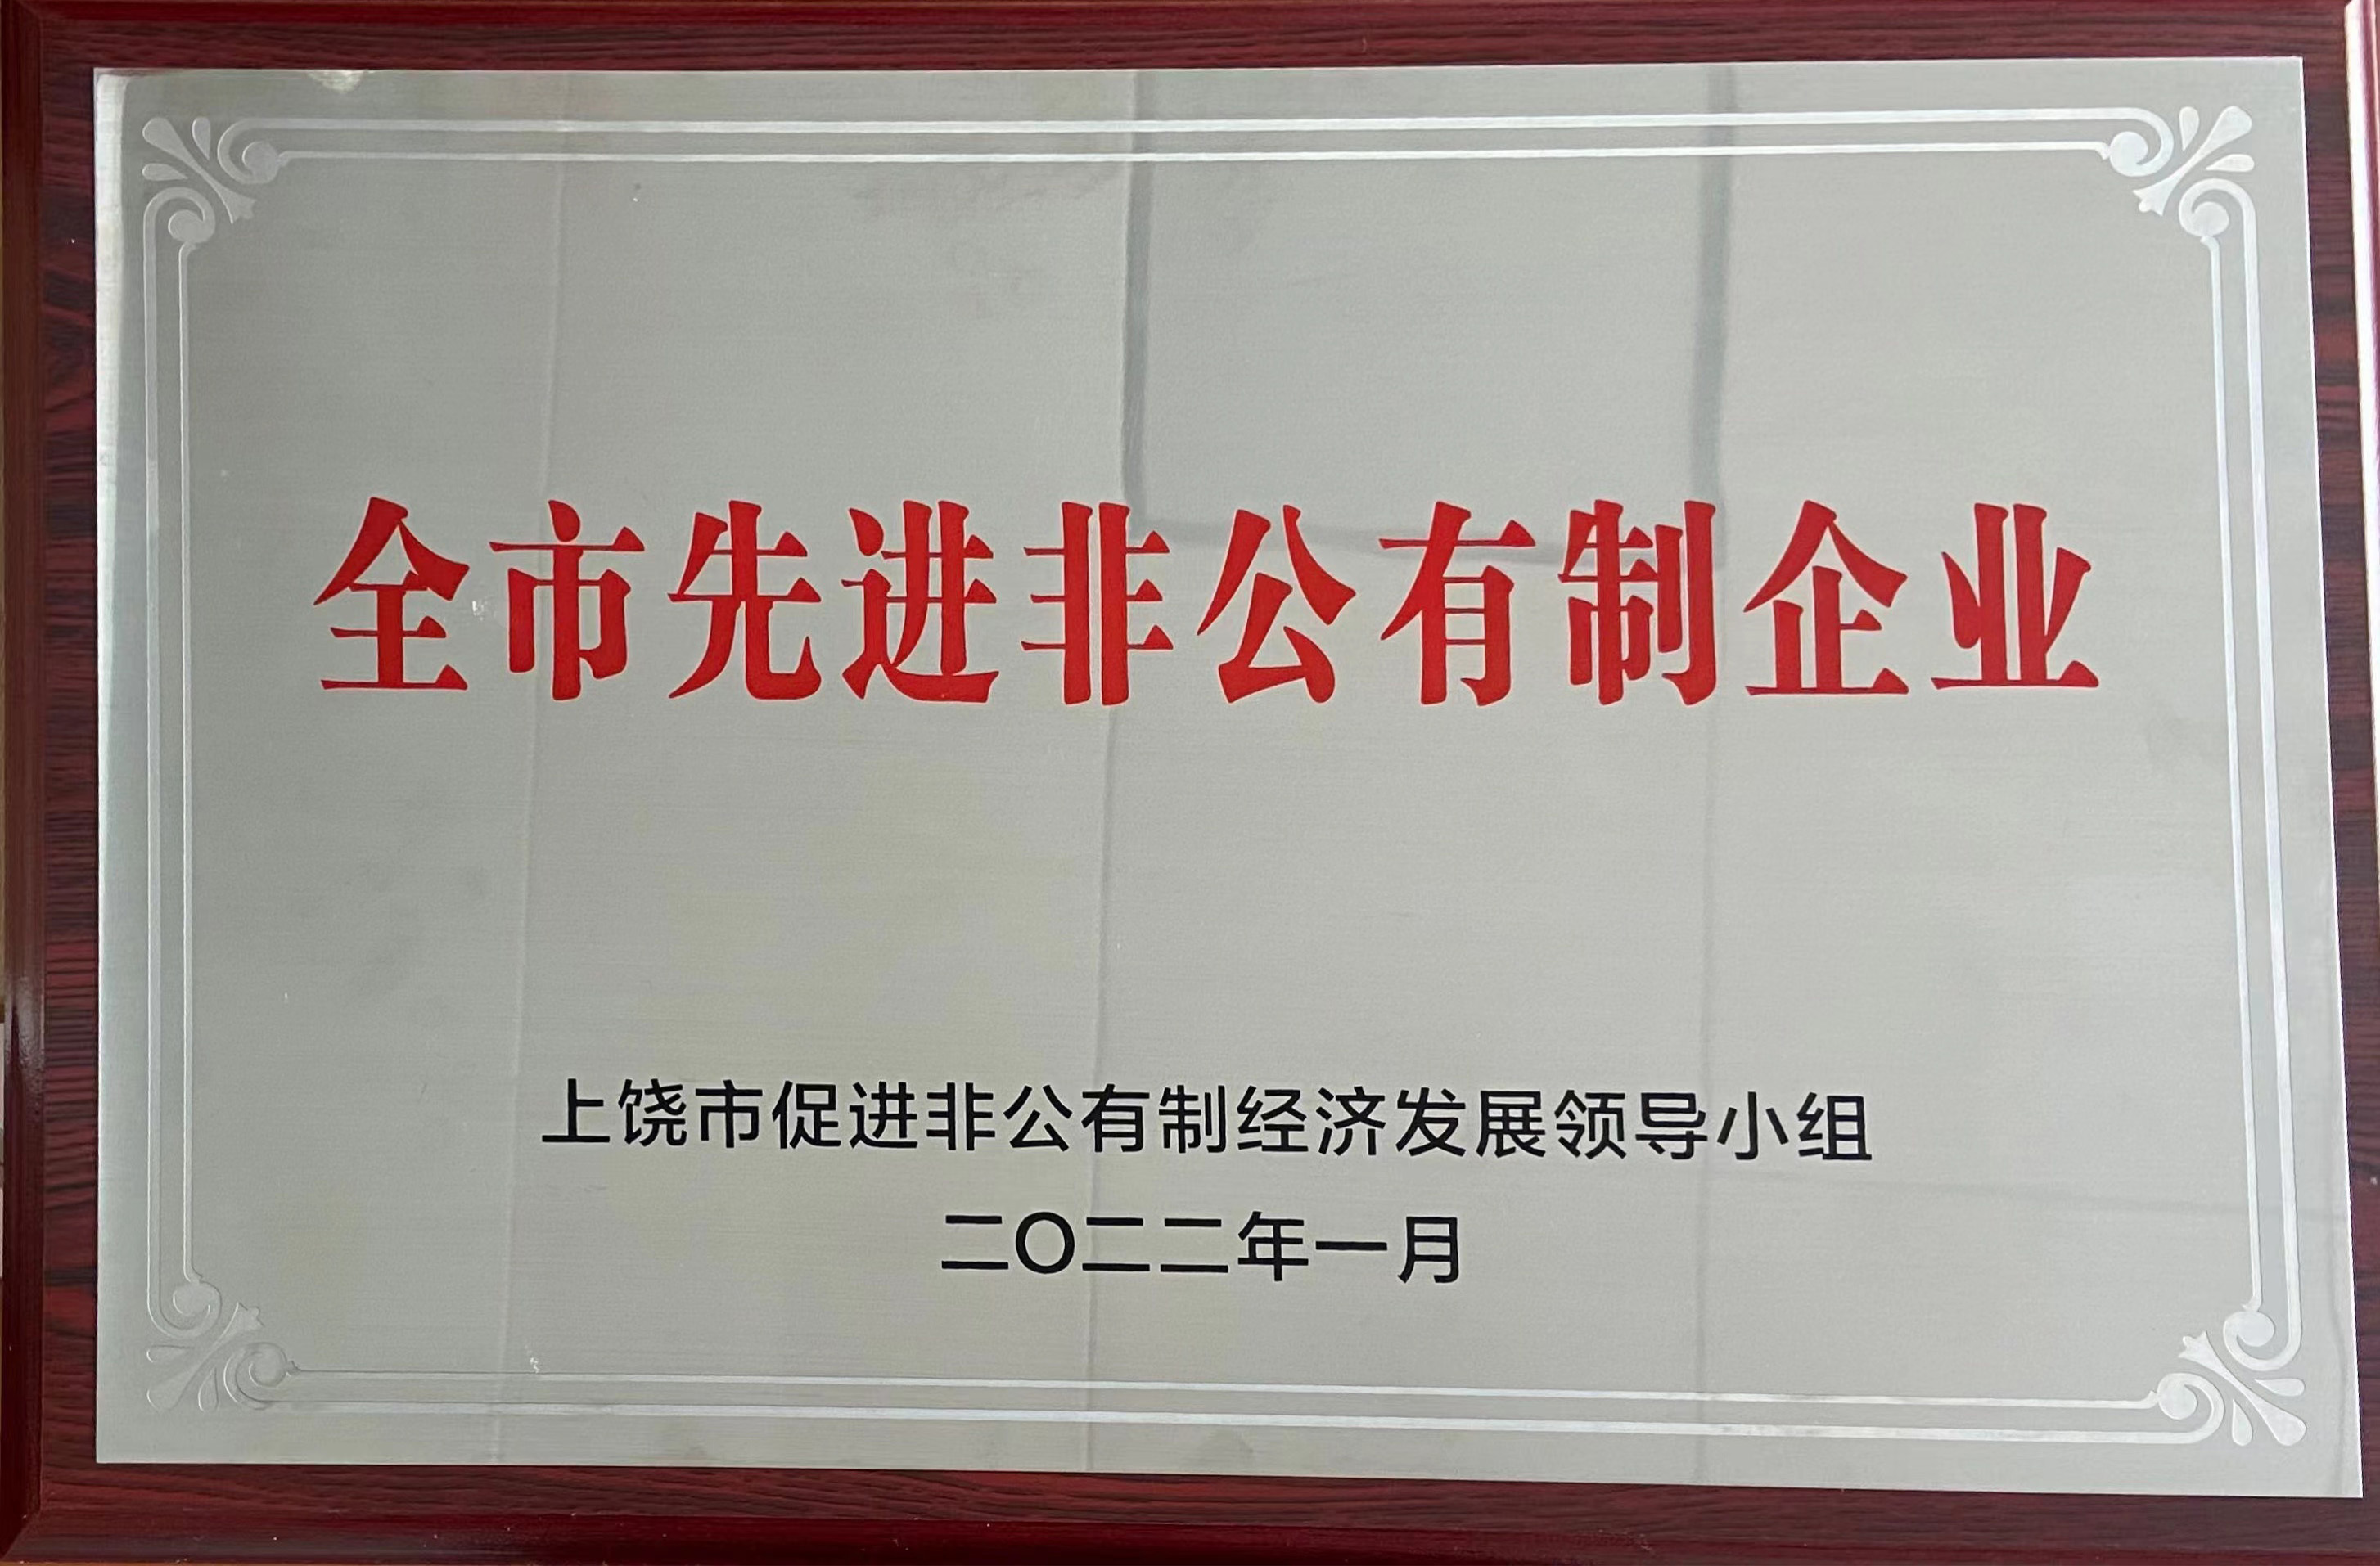 全市先进非公有制企业
上饶市促进非公有制经济发展领导小组
二〇二二年一月